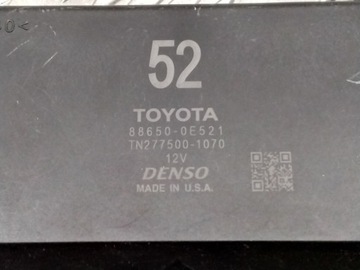 52
TOYOTA
88650-0E521
TN277500-1070
12V
DENSO
MADE IN U.S.A.